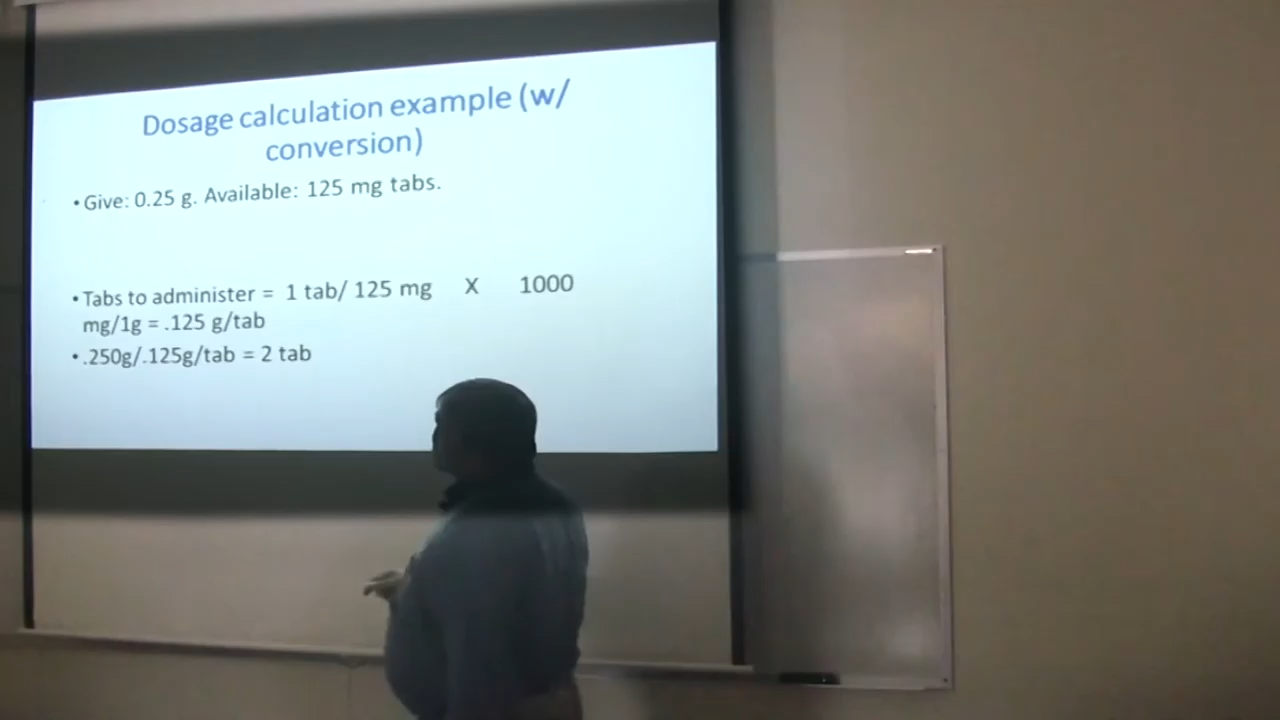 Dosage calculation example (w/
conversion)
• Give: 0.25 g. Available: 125 mg tabs.
• Tabs to administer = 1 tab/ 125 mg X 1000
mg/1g = .125 g/tab
• .250g/.125g/tab = 2 tab